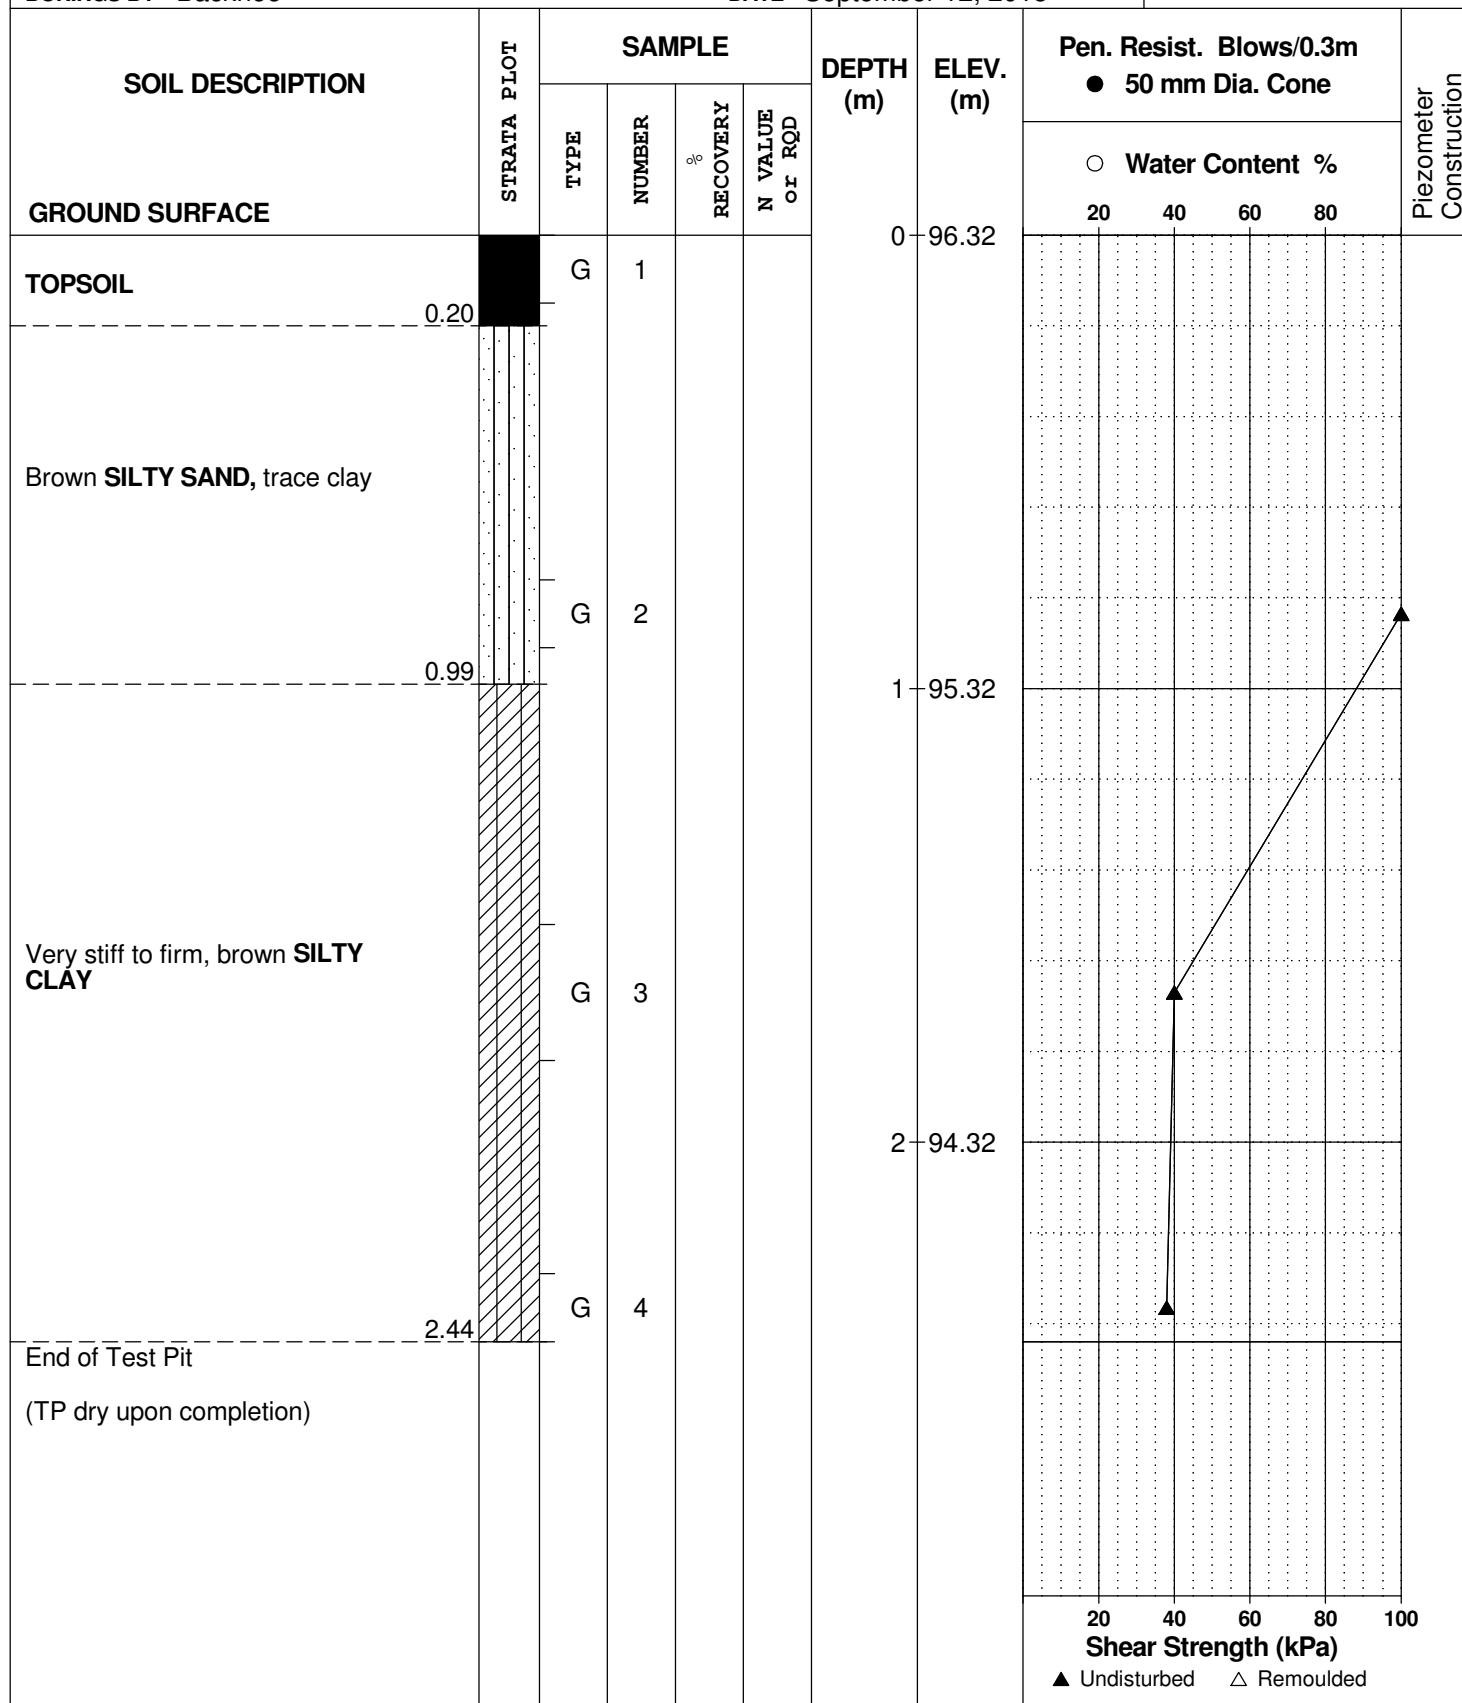 SOIL DESCRIPTION
GROUND SURFACE
STRATA PLOT
SAMPLE
TYPE
NUMBER
% RECOVERY
N VALUE
or RQD
DEPTH
(m)
ELEV.
(m)
Pen. Resist. Blows/0.3m
● 50 mm Dia. Cone
○ Water Content %
20 40 60 80
Piezometer
Construction
0 96.32
TOPSOIL
G 1
0.20
Brown SILTY SAND, trace clay
G 2
0.99
1 95.32
Very stiff to firm, brown SILTY
CLAY
G 3
2 94.32
G 4
2.44
End of Test Pit
(TP dry upon completion)
20 40 60 80 100
Shear Strength (kPa)
▲ Undisturbed △ Remoulded